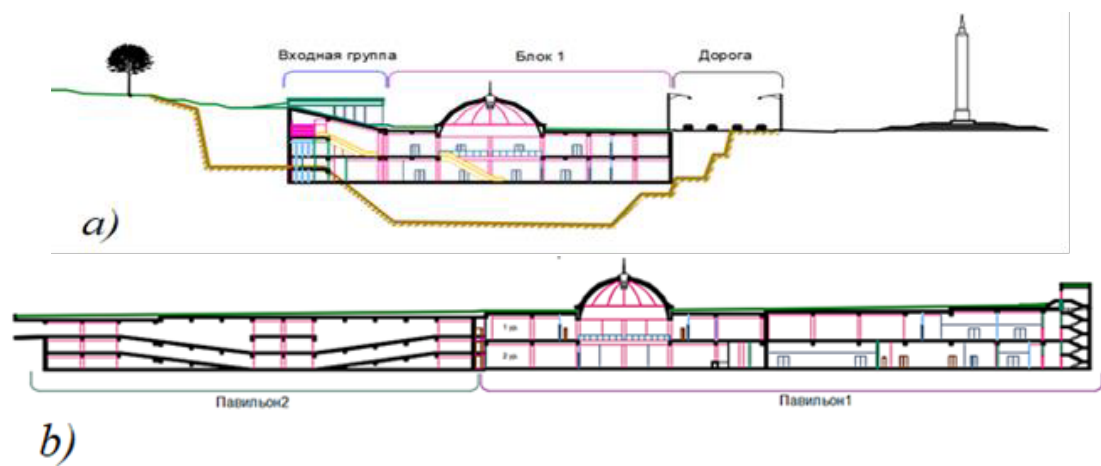 Входная группа
Блок 1
Дорога
a)
1 эт.
2 эт.
Павильон2
Павильон1
b)